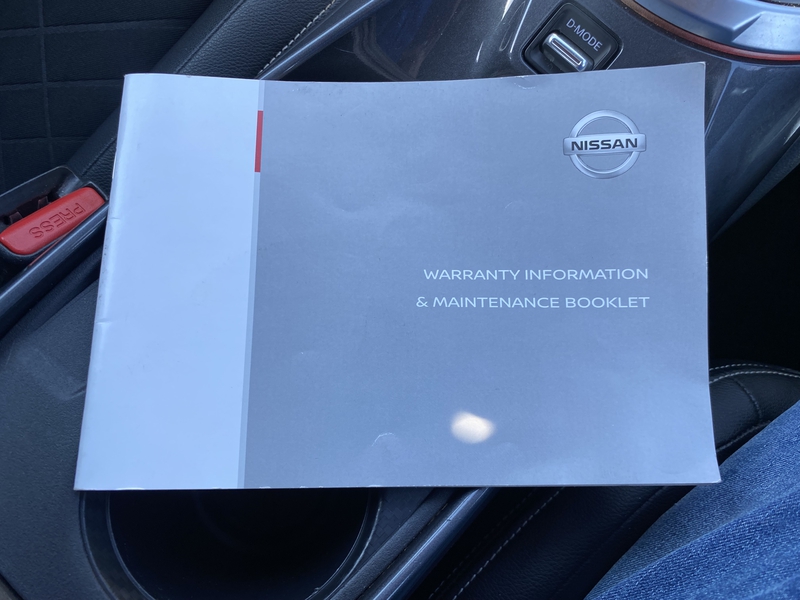 D-MODE
NISSAN
PRESS
WARRANTY INFORMATION
& MAINTENANCE BOOKLET